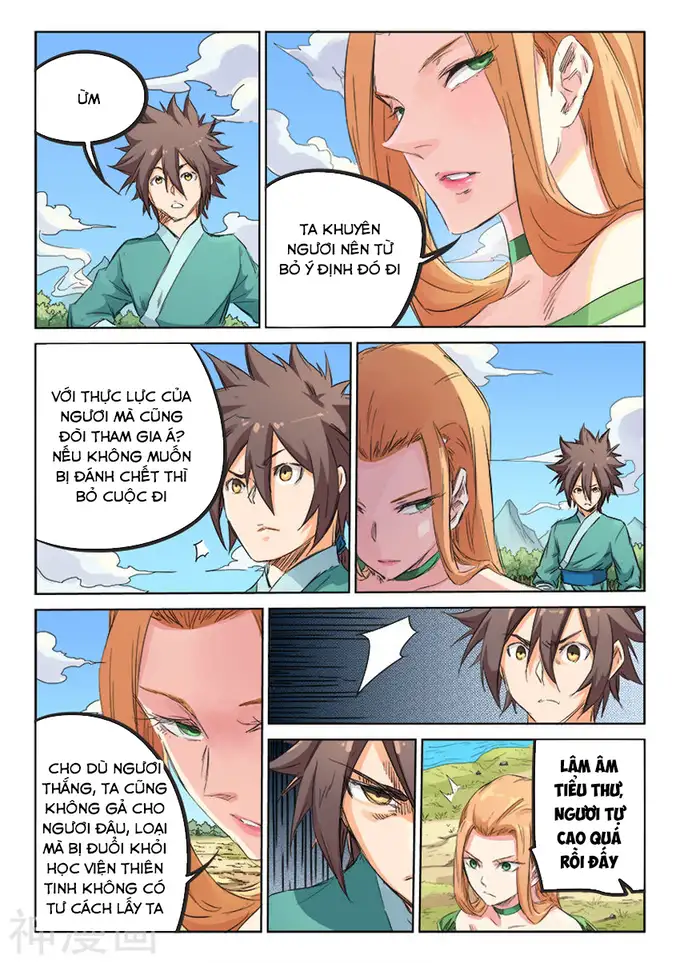 ỪM
TA KHUYÊN
NGƯƠI NÊN TỪ
BỎ Ý ĐỊNH ĐÓ ĐI
VỚI THỰC LỰC CỦA
NGƯƠI MÀ CŨNG
ĐÒI THAM GIA Á?
NẾU KHÔNG MUỐN
BỊ ĐÁNH CHẾT THÌ
BỎ CUỘC ĐI
CHO DÙ NGƯƠI
THẮNG, TA CŨNG
KHÔNG GẢ CHO
NGƯƠI ĐÂU, LOẠI
MÀ BỊ ĐUỔI KHỎI
HỌC VIỆN THIÊN
TINH KHÔNG CÓ
TƯ CÁCH LẤY TA
LÂM ÂM
TIỂU THƯ,
NGƯƠI TỰ
CAO QUÁ
RỒI ĐẤY
神漫画